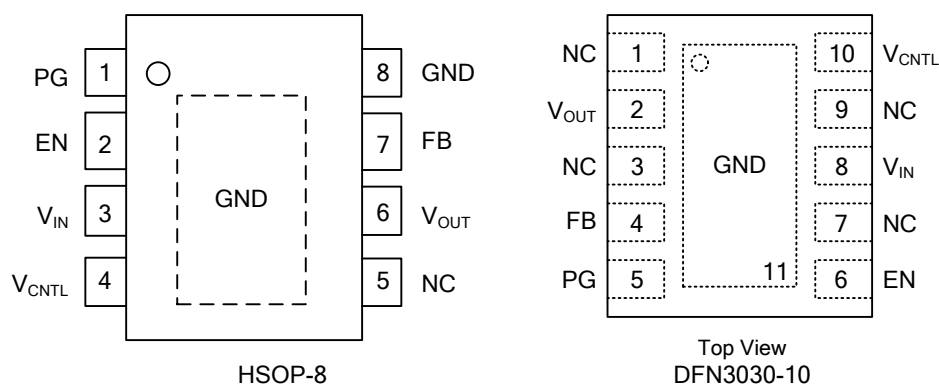 PG 1 8 GND
EN 2 7 FB
GND
V_IN 3 6 V_OUT
V_CNTL 4 5 NC
HSOP-8
NC 1 10 V_CNTL
V_OUT 2 9 NC
NC 3 GND 8 V_IN
FB 4 7 NC
PG 5 11 6 EN
Top View
DFN3030-10